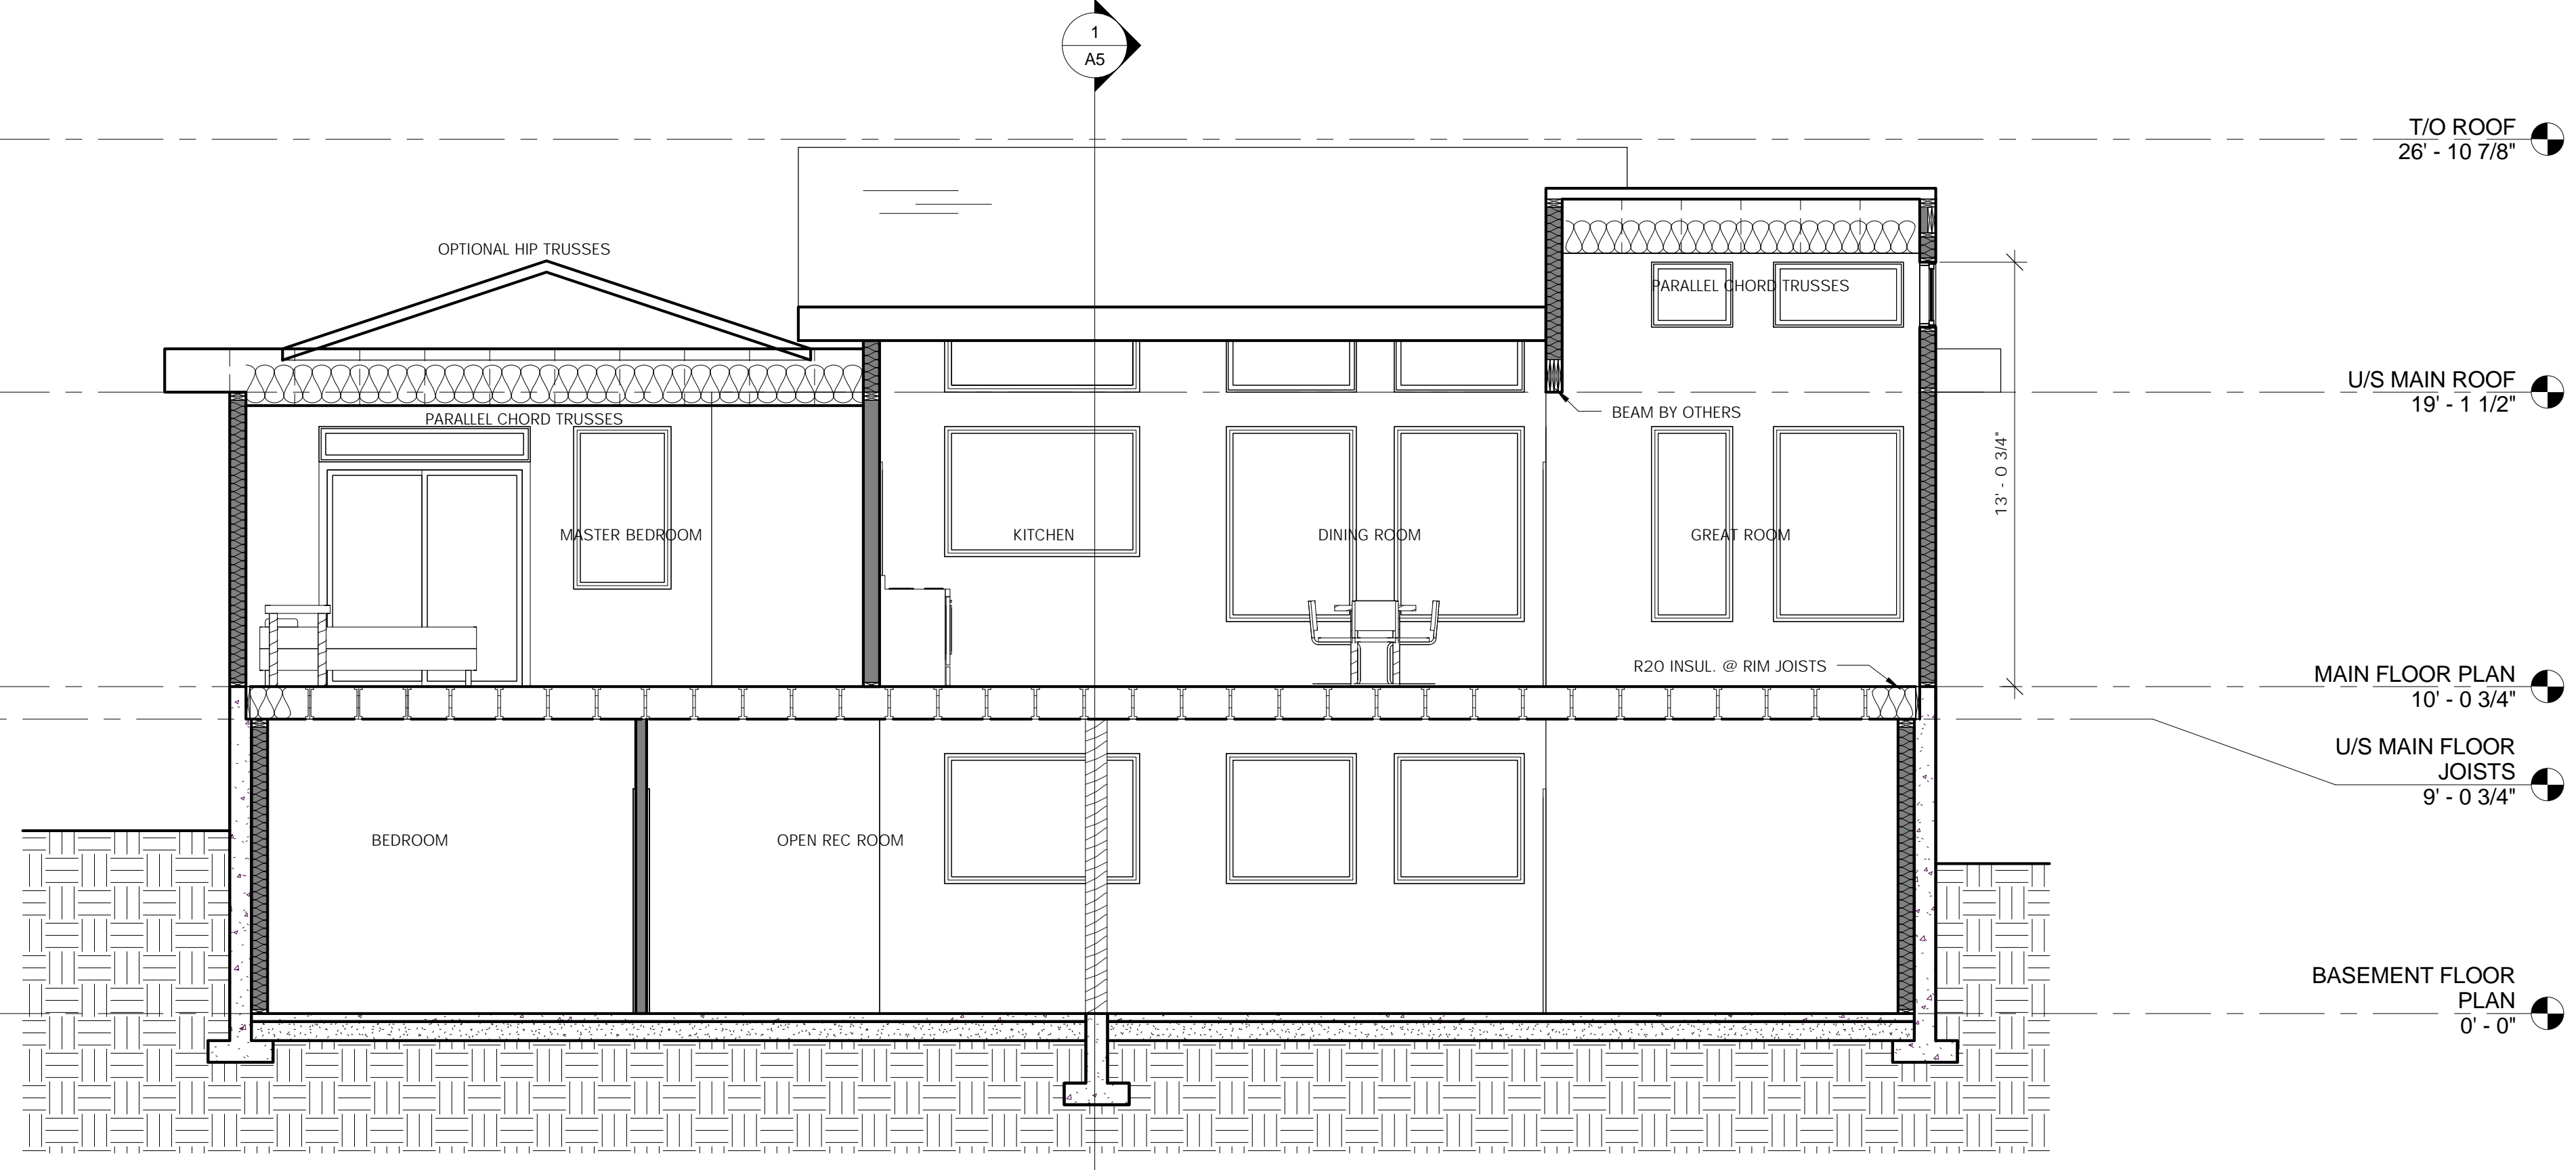 1
A5
T/O ROOF
26' - 10 7/8"
OPTIONAL HIP TRUSSES
PARALLEL CHORD TRUSSES
U/S MAIN ROOF
19' - 1 1/2"
BEAM BY OTHERS
PARALLEL CHORD TRUSSES
13' - 0 3/4"
MASTER BEDROOM
KITCHEN
DINING ROOM
GREAT ROOM
R20 INSUL. @ RIM JOISTS
MAIN FLOOR PLAN
10' - 0 3/4"
U/S MAIN FLOOR
JOISTS
9' - 0 3/4"
BEDROOM
OPEN REC ROOM
BASEMENT FLOOR
PLAN
0' - 0"